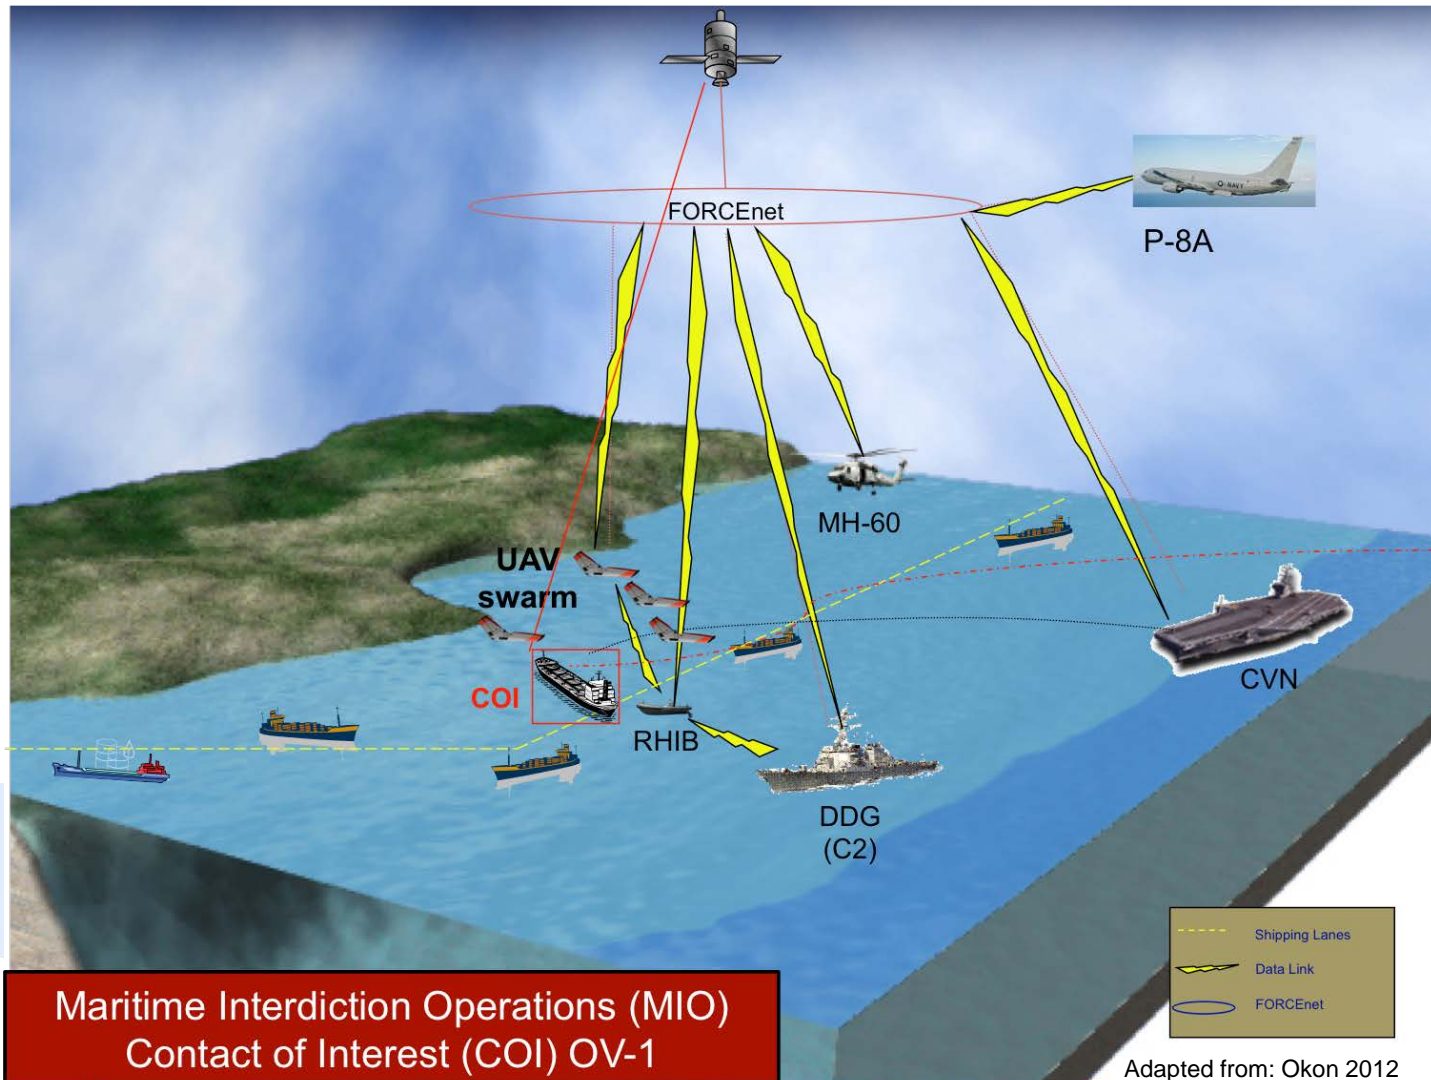 FORCEnet
P-8A
MH-60
UAV
swarm
COI
RHIB
CVN
DDG
(C2)
Shipping Lanes
Data Link
FORCEnet
Maritime Interdiction Operations (MIO)
Contact of Interest (COI) OV-1
Adapted from: Okon 2012